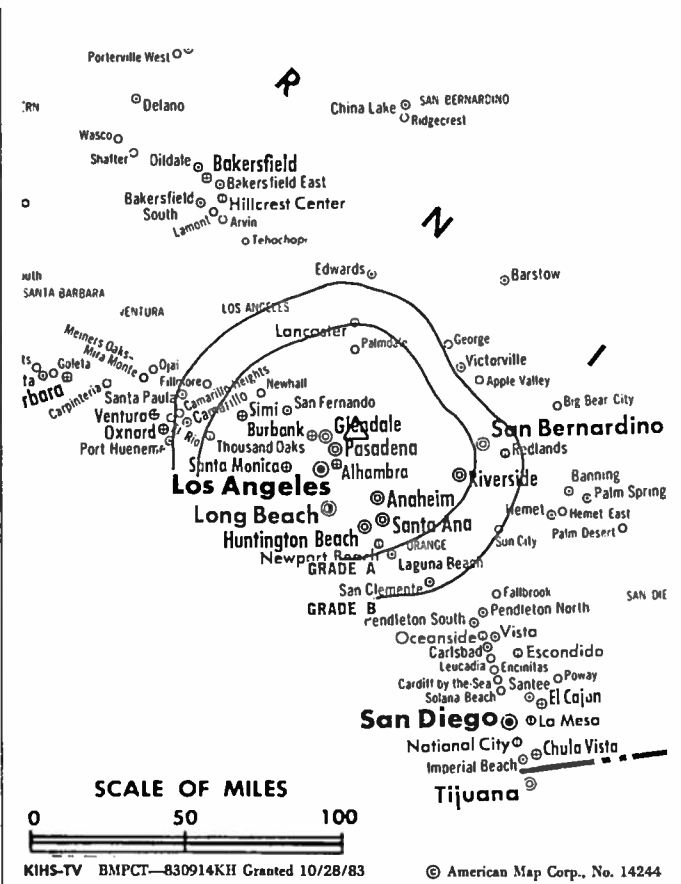 Porterville West
R
Delano
China Lake
SAN BERNARDINO
Ridgecrest
Wasco
Shafter
Oildale
Bakersfield
Bakersfield East
Bakersfield
South
Hillcrest Center
Lamont
Arvin
N
Edwards
Barstow
SANTA BARBARA
LOS ANGELES
Lancaster
Palmdale
George
I
Meiners Oaks-
Mira Monte
Ojai
Goleta
Victorville
Apple Valley
Carpinteria
Fillmore
Camarillo Heights
Newhall
Santa Paula
Camarillo
Simi
San Fernando
Big Bear City
Ventura
Glendale
Oxnard
Burbank
San Bernardino
Rio
Thousand Oaks
Pasadena
Redlands
Port Hueneme
Santa Monica
Alhambra
Riverside
Banning
Los Angeles
Anaheim
Palm Spring
Long Beach
Santa Ana
Hemet
Hemet East
Huntington Beach
ORANGE
Sun City
Palm Desert
Newport Beach
Laguna Beach
GRADE A
San Clemente
Fallbrook
SAN DIE
GRADE B
Pendleton North
Pendleton South
Oceanside
Vista
Carlsbad
Escondido
Leucadia
Encinitas
Cardiff by the-Sea
Santee
Poway
Solana Beach
El Cajon
San Diego
La Mesa
National City
Chula Vista
Imperial Beach
Tijuana
SCALE OF MILES
0 50 100
KIHS-TV BMPCT—830914KH Granted 10/28/83
© American Map Corp., No. 14244